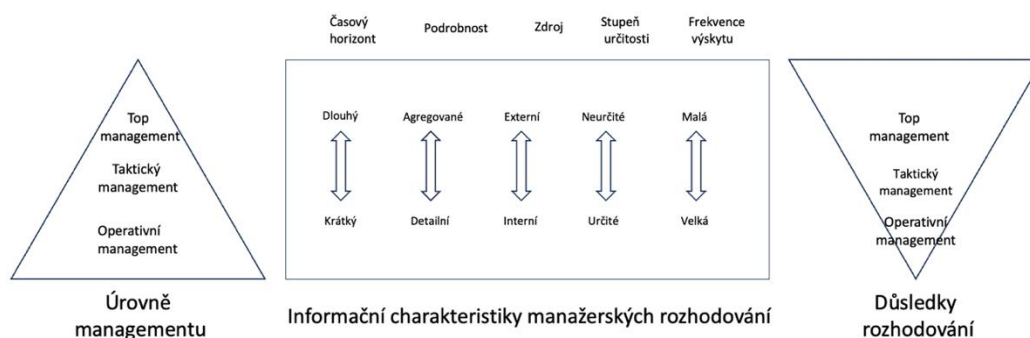 Časový
horizont
Podrobnost
Zdroj
Stupeň
určitosti
Frekvence
výskytu
Top
management
Taktický
management
Operativní
management
Dlouhý
Agregované
Externí
Neurčité
Malá
Krátký
Detailní
Interní
Určité
Velká
Top
management
Taktický
management
Operativní
management
Úrovně
managementu
Informační charakteristiky manažerských rozhodování
Důsledky
rozhodování